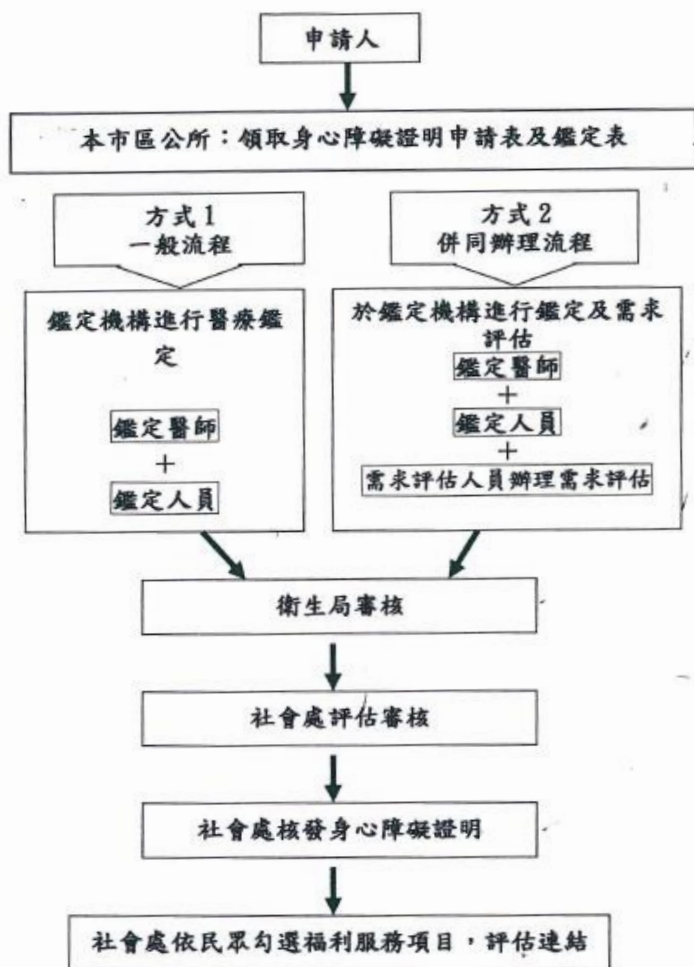 申請人
本市區公所：領取身心障礙證明申請表及鑑定表
方式1
一般流程
鑑定機構進行醫療鑑
定
鑑定醫師
+
鑑定人員
方式2
併同辦理流程
於鑑定機構進行鑑定及需求
評估
鑑定醫師
+
鑑定人員
+
需求評估人員辦理需求評估
衛生局審核
社會處評估審核
社會處核發身心障礙證明
社會處依民眾勾選福利服務項目，評估連結